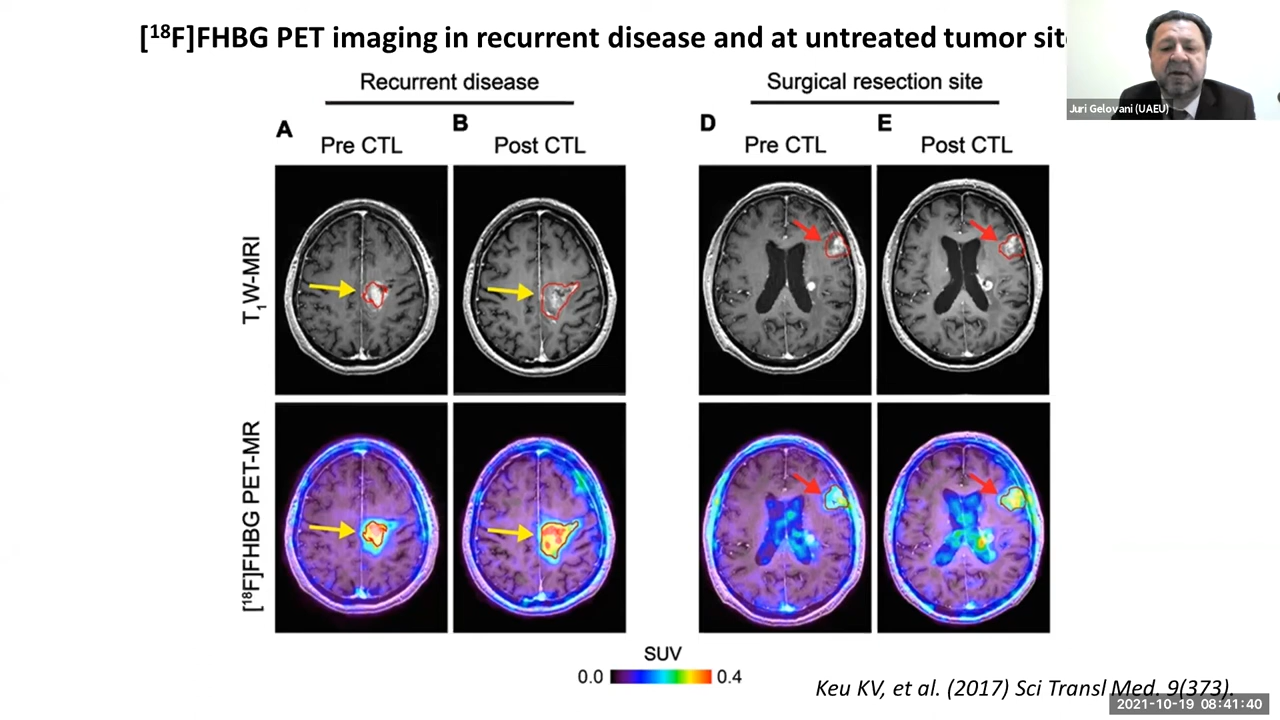 [¹⁸F]FHBG PET imaging in recurrent disease and at untreated tumor sit
Juri Gelovani (UAEU)
Recurrent disease
Surgical resection site
A
Pre CTL
B
Post CTL
D
Pre CTL
E
Post CTL
T₁W-MRI
[¹⁸F]FHBG PET-MR
SUV
0.0
0.4
Keu KV, et al. (2017) Sci Transl Med. 9(373).
2021-10-19 08:41:40